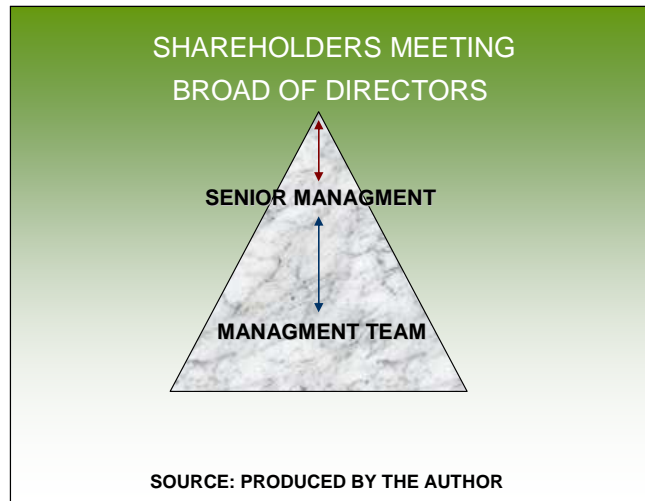 SHAREHOLDERS MEETING
BROAD OF DIRECTORS
SENIOR MANAGMENT
MANAGMENT TEAM
SOURCE: PRODUCED BY THE AUTHOR